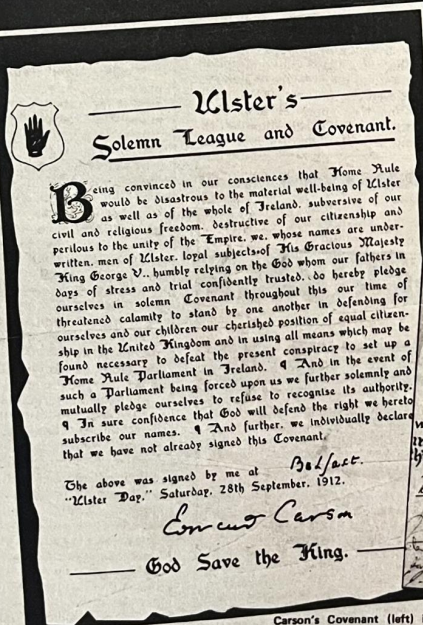 Ulster's
Solemn League and Covenant.
Being convinced in our consciences that Home Rule
would be disastrous to the material well-being of Ulster
as well as of the whole of Ireland, subversive of our
civil and religious freedom, destructive of our citizenship and
perilous to the unity of the Empire, we, whose names are under-
written, men of Ulster, loyal subjects of His Gracious Majesty
King George V., humbly relying on the God whom our fathers in
days of stress and trial confidently trusted, do hereby pledge
ourselves in solemn Covenant throughout this our time of
threatened calamity to stand by one another in defending for
ourselves and our children our cherished position of equal citizen-
ship in the United Kingdom and in using all means which may be
found necessary to defeat the present conspiracy to set up a
Home Rule Parliament in Ireland. ¶ And in the event of
such a Parliament being forced upon us we further solemnly and
mutually pledge ourselves to refuse to recognise its authority.
¶ In sure confidence that God will defend the right we hereto
subscribe our names. ¶ And further, we individually declare
that we have not already signed this Covenant.
The above was signed by me at Belfast.
"Ulster Day," Saturday, 28th September, 1912.
Edward Carson
God Save the King.
Carson's Covenant (left)